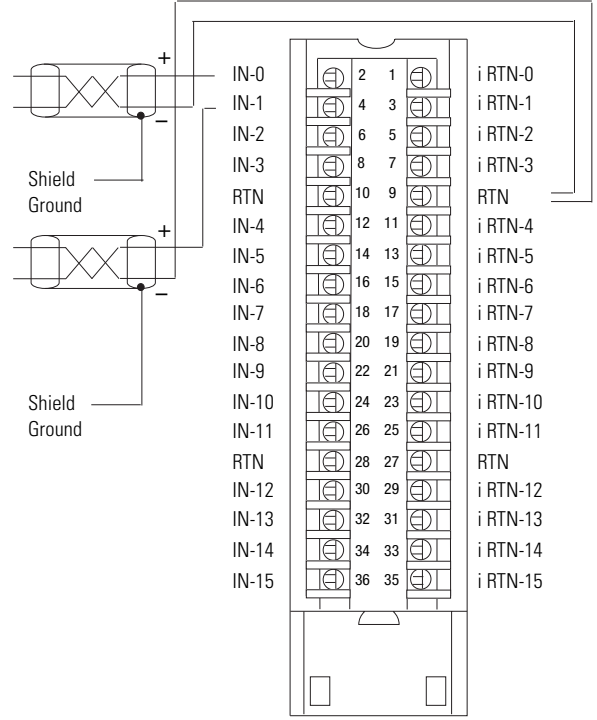 +
IN-0 2 1 i RTN-0
IN-1 4 3 i RTN-1
–
IN-2 6 5 i RTN-2
IN-3 8 7 i RTN-3
Shield
Ground
RTN 10 9 RTN
+
IN-4 12 11 i RTN-4
IN-5 14 13 i RTN-5
IN-6 16 15 i RTN-6
–
IN-7 18 17 i RTN-7
IN-8 20 19 i RTN-8
IN-9 22 21 i RTN-9
Shield
Ground
IN-10 24 23 i RTN-10
IN-11 26 25 i RTN-11
RTN 28 27 RTN
IN-12 30 29 i RTN-12
IN-13 32 31 i RTN-13
IN-14 34 33 i RTN-14
IN-15 36 35 i RTN-15